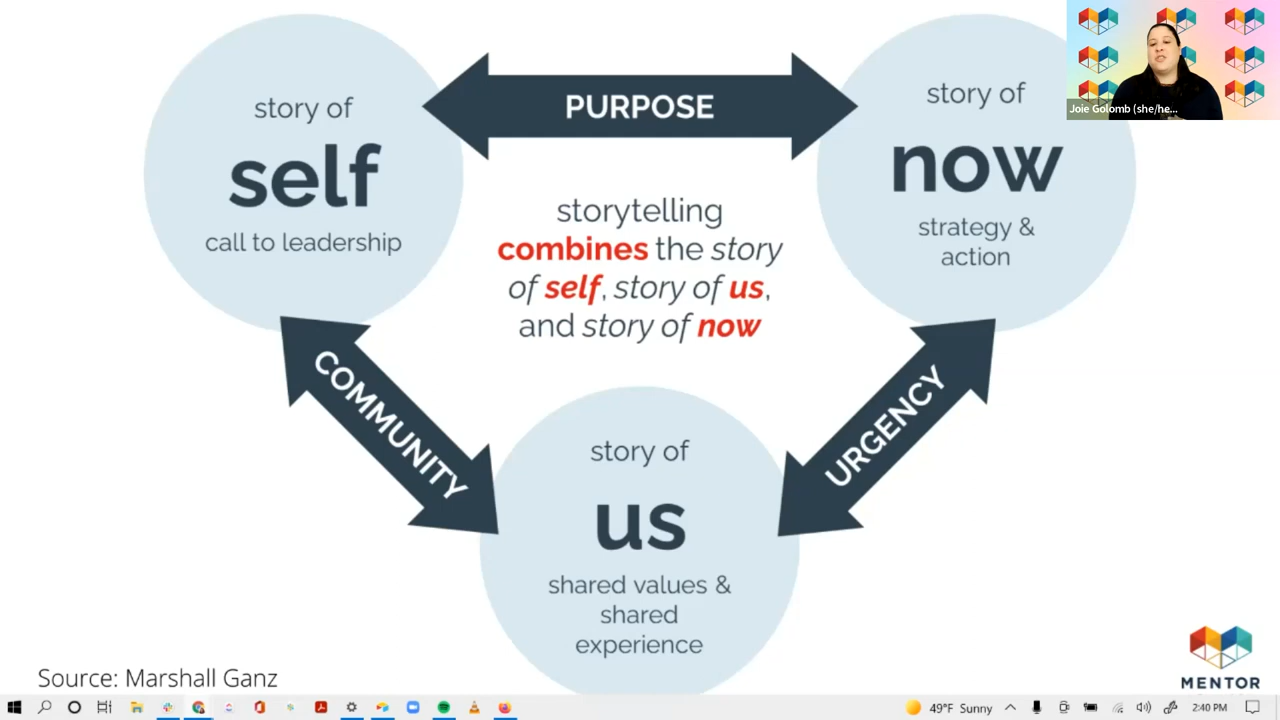 story of
self
call to leadership
PURPOSE
story of
now
strategy &
action
Joie Golomb (she/he...
storytelling
combines the story
of self, story of us,
and story of now
COMMUNITY
URGENCY
story of
us
shared values &
shared
experience
Source: Marshall Ganz
MENTOR
49°F Sunny
2:40 PM